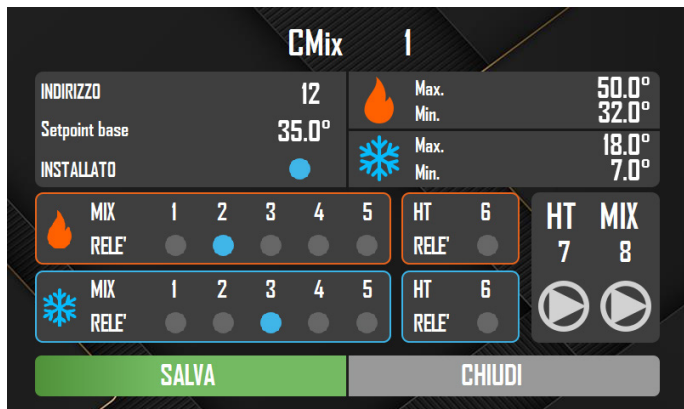 CMix 1
INDIRIZZO 12
Setpoint base 35.0°
INSTALLATO
Max. 50.0°
Min. 32.0°
Max. 18.0°
Min. 7.0°
MIX 1 2 3 4 5
RELE'
HT 6
RELE'
MIX 1 2 3 4 5
RELE'
HT 6
RELE'
HT MIX
7 8
SALVA
CHIUDI